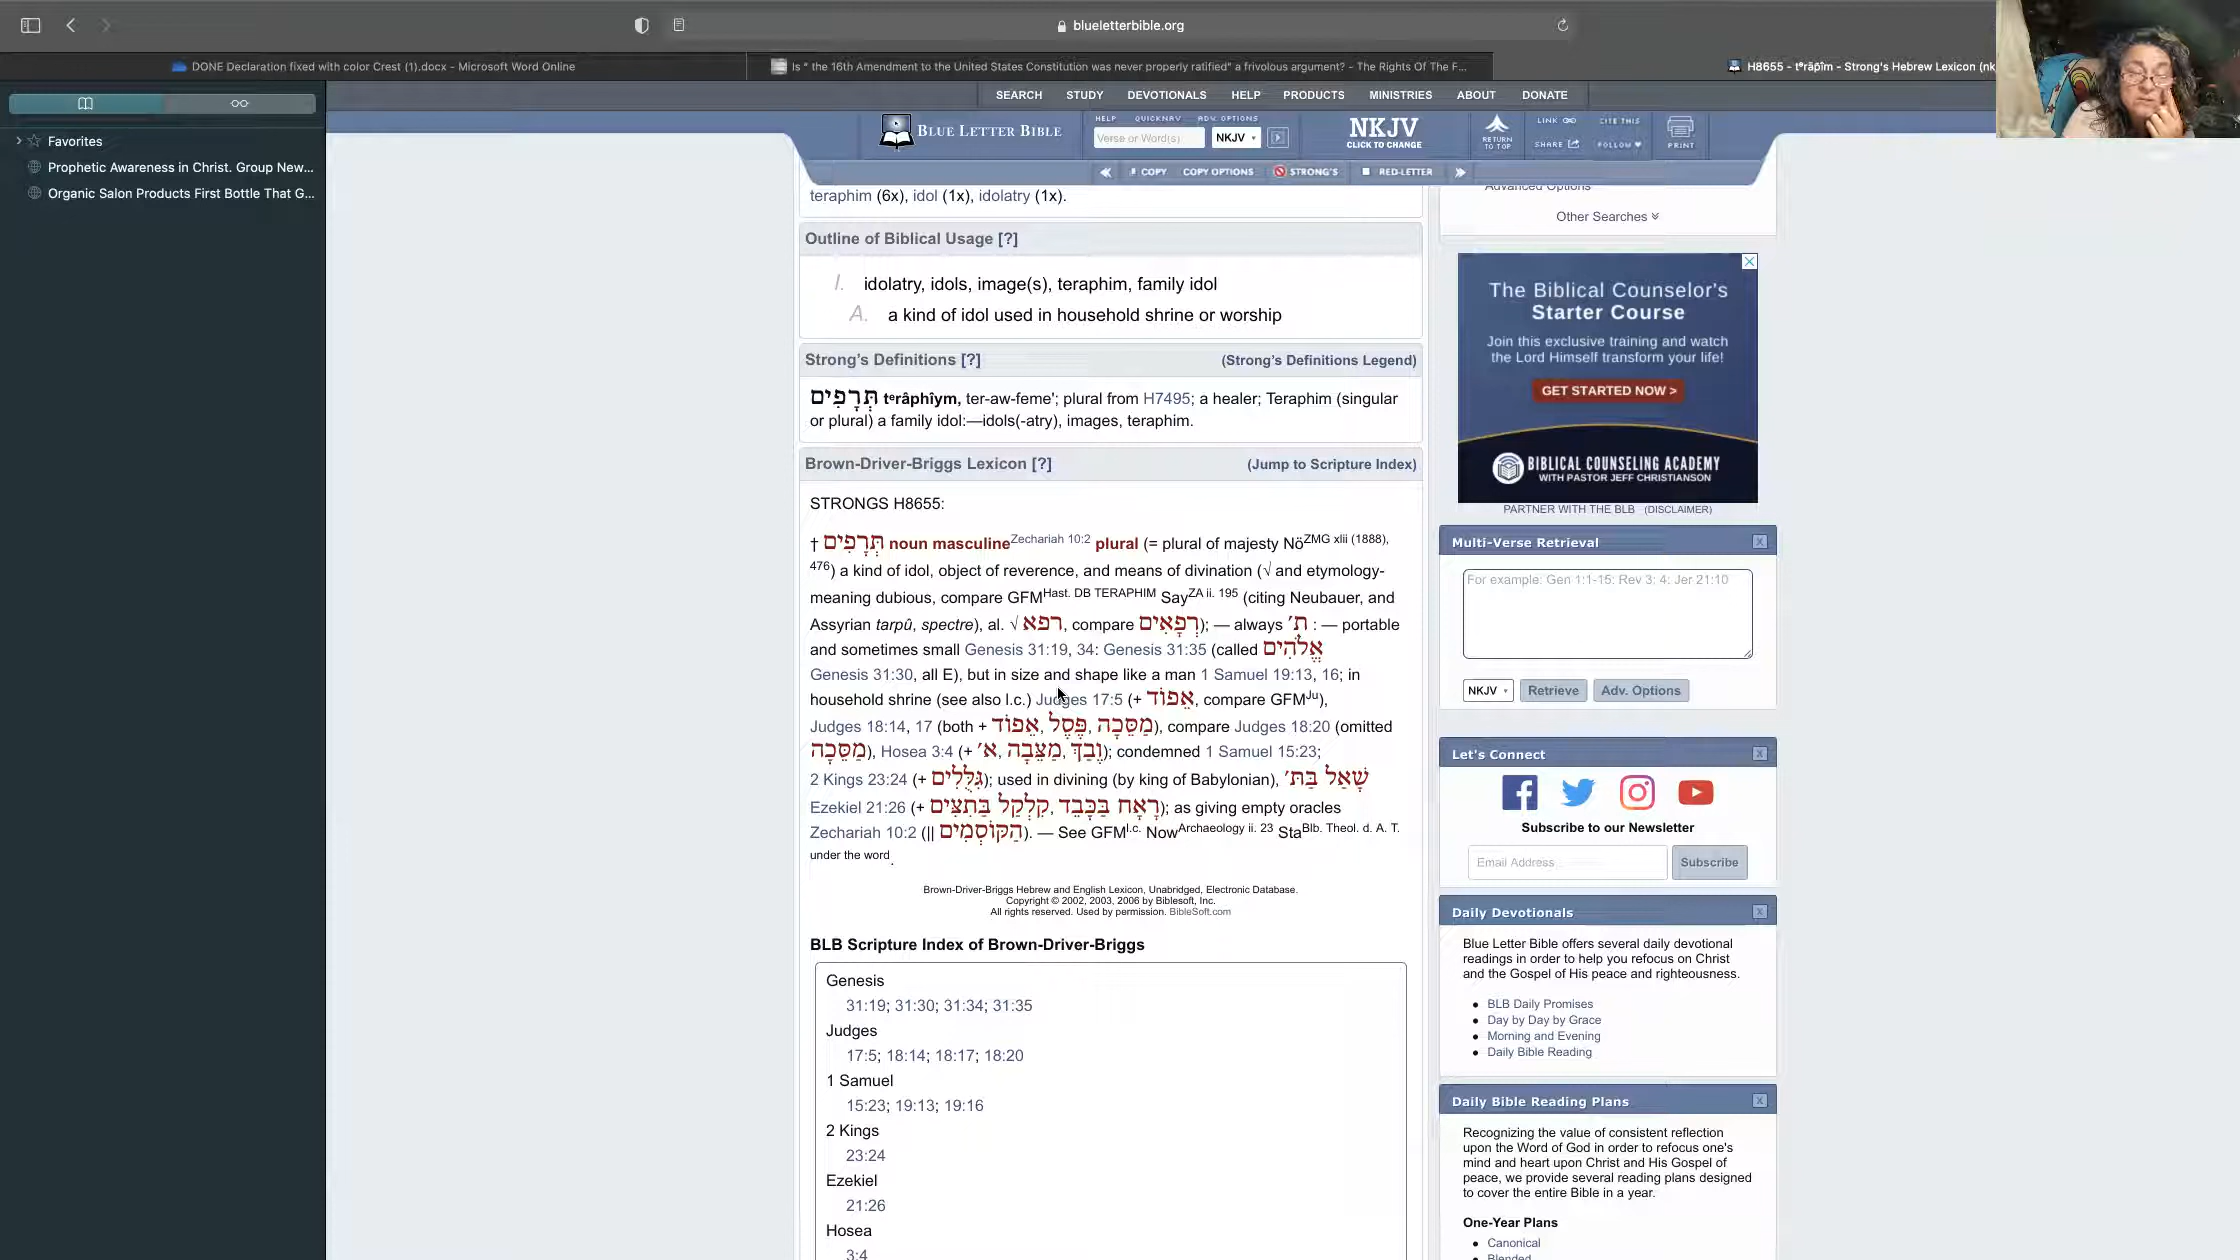 blueletterbible.org
DONE Declaration fixed with color Crest (1).docx - Microsoft Word Online
Is " the 16th Amendment to the United States Constitution was never properly ratified" a frivolous argument? - The Rights Of The F...
H8655 - tᵉrāp̄îm - Strong's Hebrew Lexicon (nk
Favorites
Prophetic Awareness in Christ. Group New...
Organic Salon Products First Bottle That G...
SEARCH STUDY DEVOTIONALS HELP PRODUCTS MINISTRIES ABOUT DONATE
BLUE LETTER BIBLE
HELP QUICKNAV ADV. OPTIONS
Verse or Word(s) NKJV
NKJV
CLICK TO CHANGE
RETURN TO TOP
LINK CITE THIS
SHARE FOLLOW
PRINT
COPY COPY OPTIONS STRONG'S RED-LETTER
teraphim (6x), idol (1x), idolatry (1x).
Outline of Biblical Usage [?]
I. idolatry, idols, image(s), teraphim, family idol
A. a kind of idol used in household shrine or worship
Strong's Definitions [?] (Strong's Definitions Legend)
תְּרָפִים tᵉrâphîym, ter-aw-feme'; plural from H7495; a healer; Teraphim (singular
or plural) a family idol:—idols(-atry), images, teraphim.
Brown-Driver-Briggs Lexicon [?] (Jump to Scripture Index)
STRONGS H8655:
† תְּרָפִים noun masculine Zechariah 10:2 plural (= plural of majesty Nö ZMG xlii (1888),
476) a kind of idol, object of reverence, and means of divination (√ and etymology-
meaning dubious, compare GFM Hast. DB TERAPHIM Say ZA ii. 195 (citing Neubauer, and
Assyrian tarpû, spectre), al. √ רפא, compare רְפָאִים); — always ת׳ : — portable
and sometimes small Genesis 31:19, 34: Genesis 31:35 (called אֱלֹהִים
Genesis 31:30, all E), but in size and shape like a man 1 Samuel 19:13, 16; in
household shrine (see also l.c.) Judges 17:5 (+ אֵפוֹד, compare GFM Ju),
Judges 18:14, 17 (both + אֵפוֹד, פֶּסֶל, מַסֵּכָה), compare Judges 18:20 (omitted
מַסֵּכָה), Hosea 3:4 (+ א׳, מַצֵּבָה, וֶבַּךְ); condemned 1 Samuel 15:23;
2 Kings 23:24 (+ גִּלֻּלִים); used in divining (by king of Babylonian), שָׁאַל בַּתּ׳
Ezekiel 21:26 (+ קִלְקַל בַּחִצִּים, רָאָח בַּכָּבֵד); as giving empty oracles
Zechariah 10:2 (|| הַקּוֹסְמִים). — See GFM l.c. Now Archaeology ii. 23 Sta Blb. Theol. d. A. T.
under the word.
Brown-Driver-Briggs Hebrew and English Lexicon, Unabridged, Electronic Database.
Copyright © 2002, 2003, 2006 by Biblesoft, Inc.
All rights reserved. Used by permission. BibleSoft.com
BLB Scripture Index of Brown-Driver-Briggs
Genesis
31:19; 31:30; 31:34; 31:35
Judges
17:5; 18:14; 18:17; 18:20
1 Samuel
15:23; 19:13; 19:16
2 Kings
23:24
Ezekiel
21:26
Hosea
3:4
Advanced Options
Other Searches
The Biblical Counselor's
Starter Course
Join this exclusive training and watch
the Lord Himself transform your life!
GET STARTED NOW >
BIBLICAL COUNSELING ACADEMY
WITH PASTOR JEFF CHRISTIANSON
PARTNER WITH THE BLB (DISCLAIMER)
Multi-Verse Retrieval
For example: Gen 1:1-15: Rev 3: 4: Jer 21:10
NKJV Retrieve Adv. Options
Let's Connect
Subscribe to our Newsletter
Email Address... Subscribe
Daily Devotionals
Blue Letter Bible offers several daily devotional
readings in order to help you refocus on Christ
and the Gospel of His peace and righteousness.
BLB Daily Promises
Day by Day by Grace
Morning and Evening
Daily Bible Reading
Daily Bible Reading Plans
Recognizing the value of consistent reflection
upon the Word of God in order to refocus one's
mind and heart upon Christ and His Gospel of
peace, we provide several reading plans designed
to cover the entire Bible in a year.
One-Year Plans
Canonical
Blended